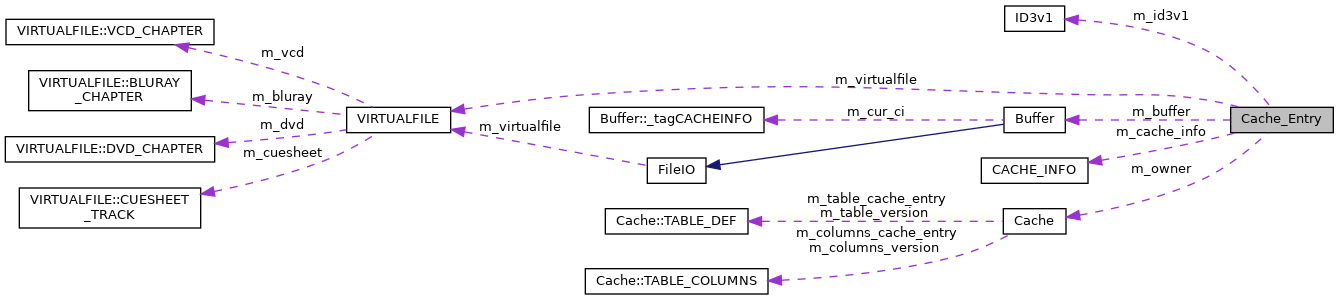 VIRTUALFILE::VCD_CHAPTER
VIRTUALFILE::BLURAY
_CHAPTER
VIRTUALFILE::DVD_CHAPTER
VIRTUALFILE::CUESHEET
_TRACK
m_vcd
m_bluray
m_dvd
m_cuesheet
VIRTUALFILE
m_virtualfile
FileIO
Buffer::_tagCACHEINFO
Cache::TABLE_DEF
Cache::TABLE_COLUMNS
m_virtualfile
m_cur_ci
m_table_cache_entry
m_table_version
m_columns_cache_entry
m_columns_version
ID3v1
Buffer
CACHE_INFO
Cache
m_id3v1
m_buffer
m_cache_info
m_owner
Cache_Entry